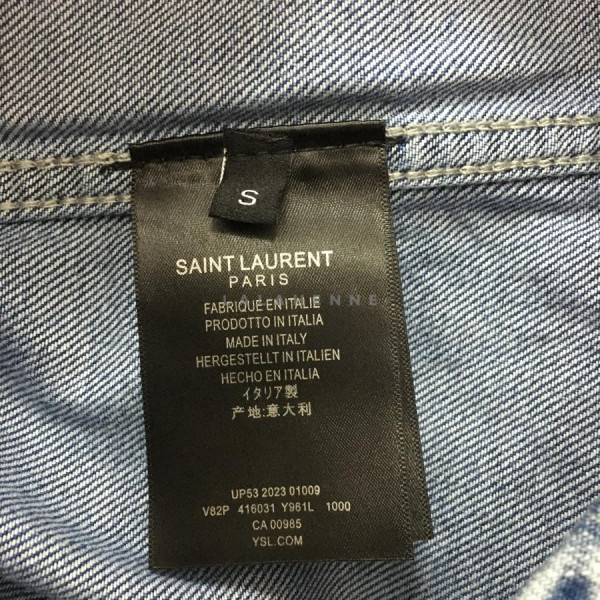 S
SAINT LAURENT
PARIS
FABRIQUE EN ITALIE
PRODOTTO IN ITALIA
MADE IN ITALY
HERGESTELLT IN ITALIEN
HECHO EN ITALIA
イタリア製
产地:意大利
UP53 2023 01009
V82P 416031 Y961L 1000
CA 00985
YSL.COM